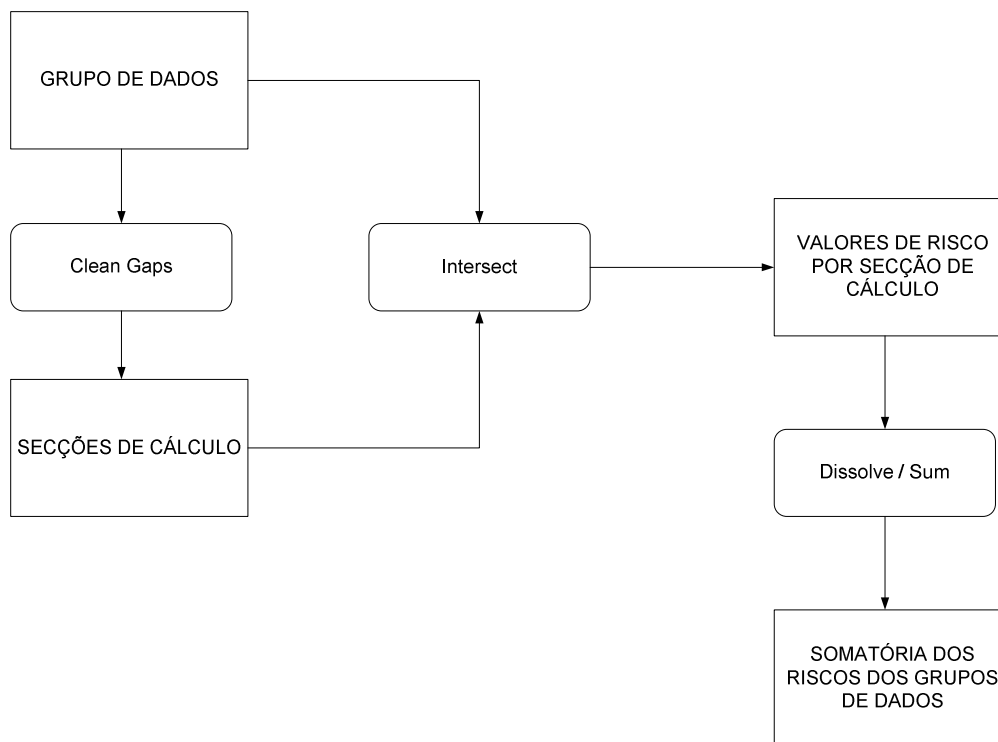 GRUPO DE DADOS
Clean Gaps
SECÇÕES DE CÁLCULO
Intersect
VALORES DE RISCO
POR SECÇÃO DE
CÁLCULO
Dissolve / Sum
SOMATÓRIA DOS
RISCOS DOS GRUPOS
DE DADOS